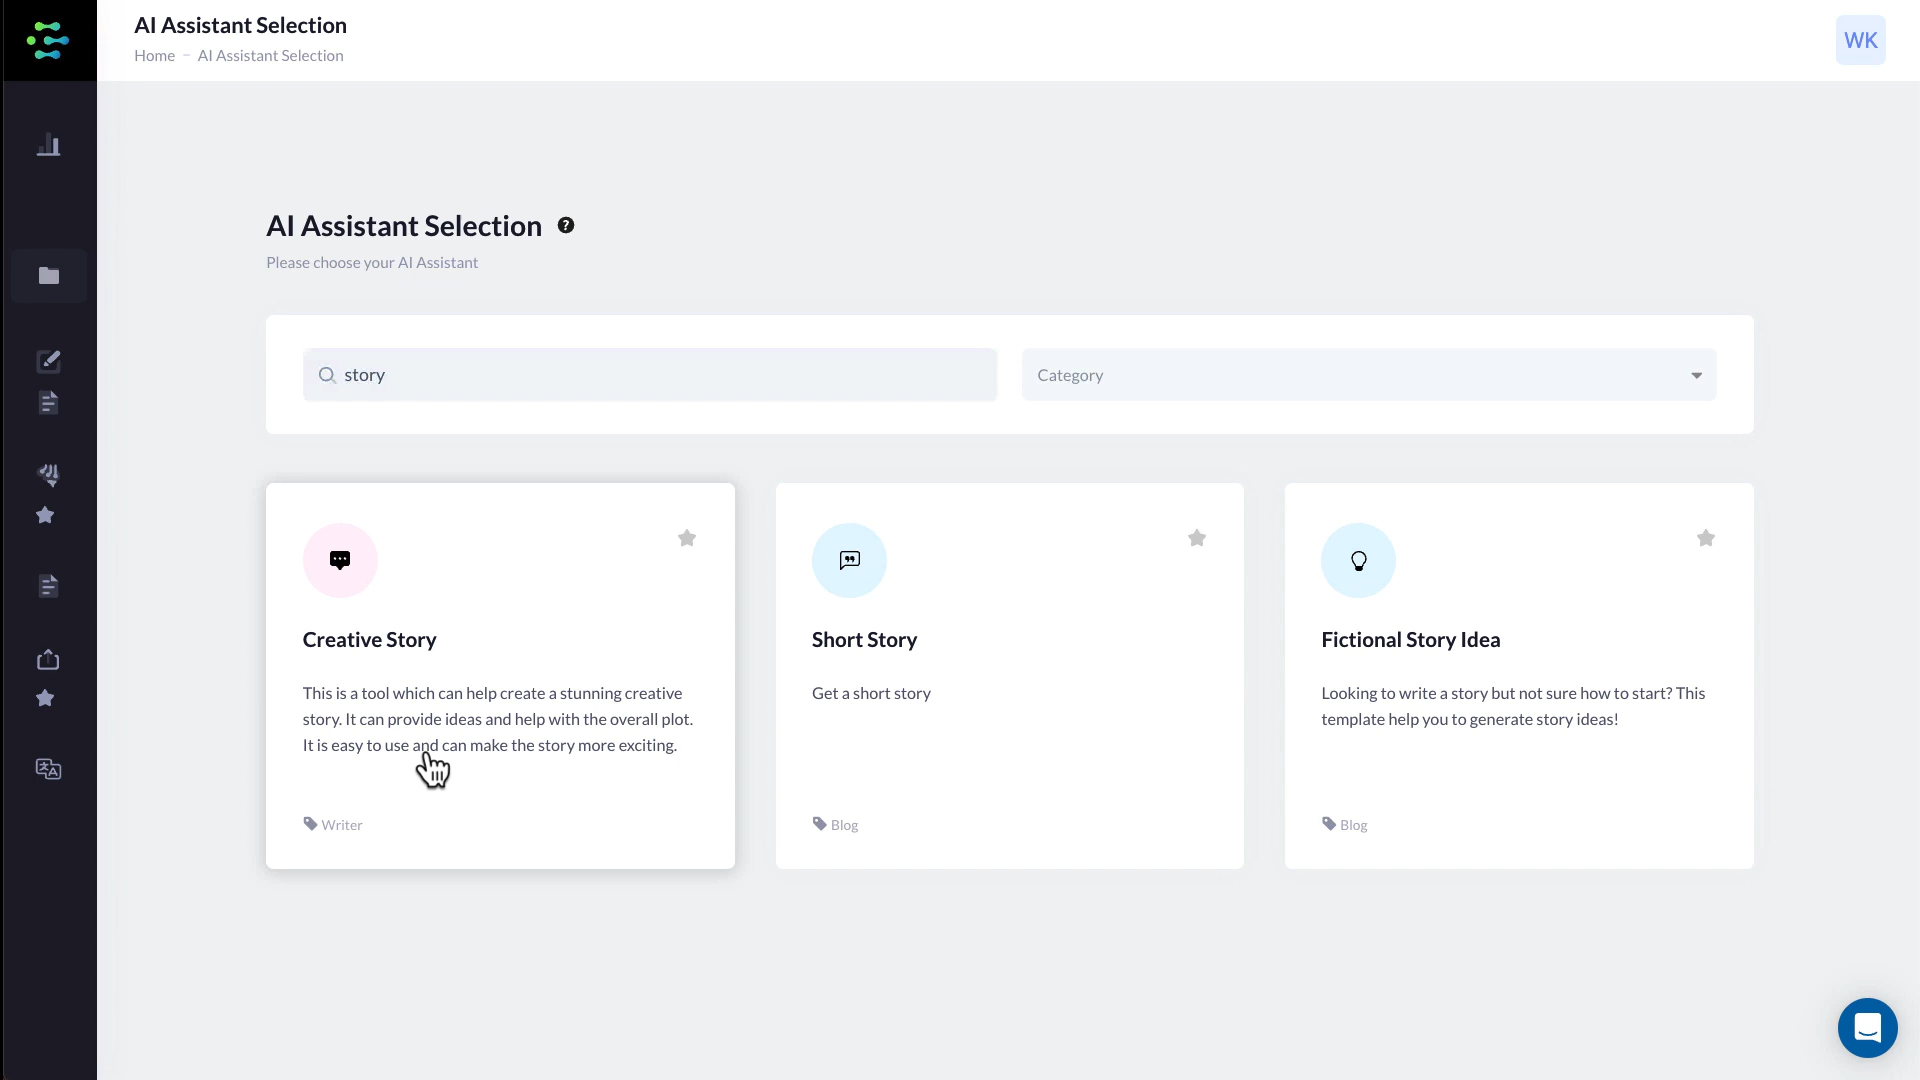 AI Assistant Selection
Home – AI Assistant Selection
WK
AI Assistant Selection ?
Please choose your AI Assistant
story
Category
Creative Story
This is a tool which can help create a stunning creative
story. It can provide ideas and help with the overall plot.
It is easy to use and can make the story more exciting.
Writer
Short Story
Get a short story
Blog
Fictional Story Idea
Looking to write a story but not sure how to start? This
template help you to generate story ideas!
Blog